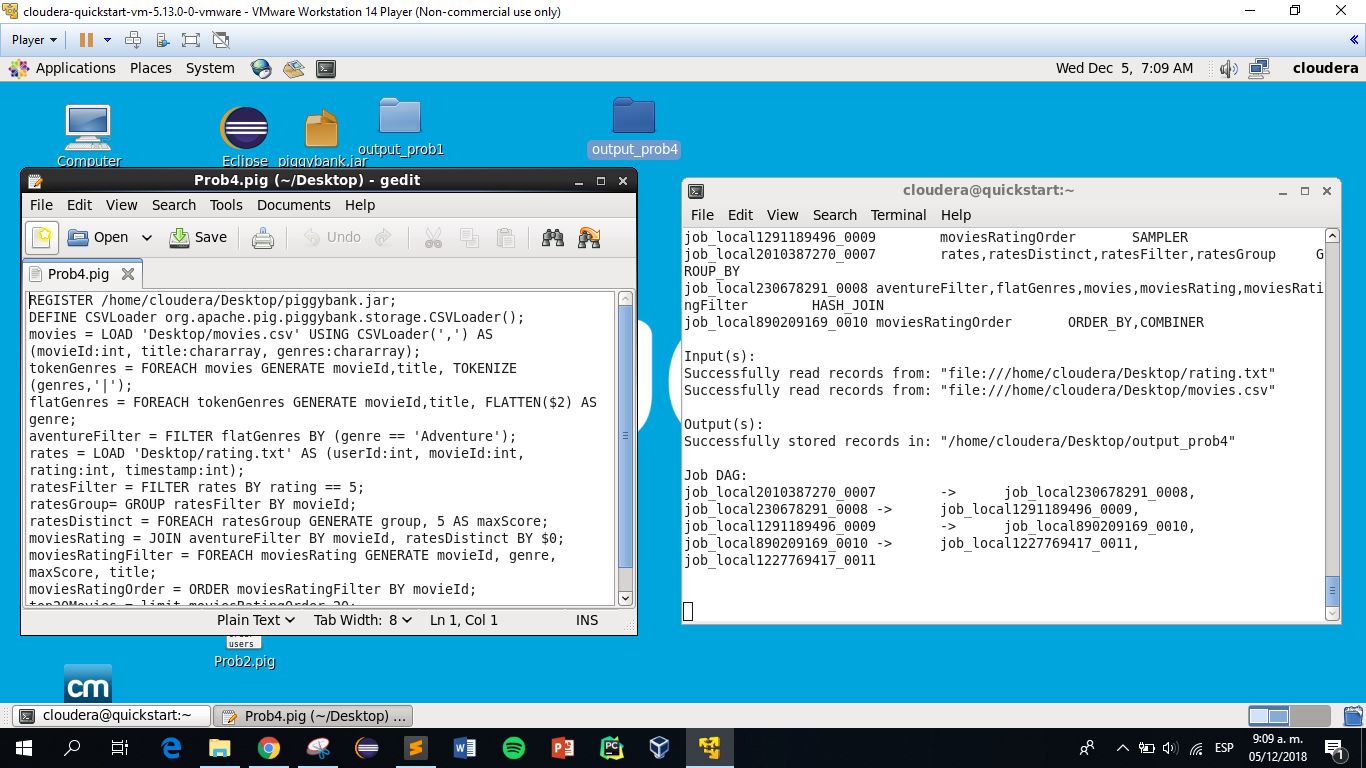 cloudera-quickstart-vm-5.13.0-0-vmware - VMware Workstation 14 Player (Non-commercial use only)
Player
Applications Places System
Wed Dec 5, 7:09 AM
cloudera
Computer
Eclipse
piggybank.jar
output_prob1
output_prob4
Prob4.pig (~/Desktop) - gedit
File Edit View Search Tools Documents Help
Open Save Undo
Prob4.pig
REGISTER /home/cloudera/Desktop/piggybank.jar;
DEFINE CSVLoader org.apache.pig.piggybank.storage.CSVLoader();
movies = LOAD 'Desktop/movies.csv' USING CSVLoader(',') AS
(movieId:int, title:chararray, genres:chararray);
tokenGenres = FOREACH movies GENERATE movieId,title, TOKENIZE
(genres,'|');
flatGenres = FOREACH tokenGenres GENERATE movieId,title, FLATTEN($2) AS
genre;
aventureFilter = FILTER flatGenres BY (genre == 'Adventure');
rates = LOAD 'Desktop/rating.txt' AS (userId:int, movieId:int,
rating:int, timestamp:int);
ratesFilter = FILTER rates BY rating == 5;
ratesGroup= GROUP ratesFilter BY movieId;
ratesDistinct = FOREACH ratesGroup GENERATE group, 5 AS maxScore;
moviesRating = JOIN aventureFilter BY movieId, ratesDistinct BY $0;
moviesRatingFilter = FOREACH moviesRating GENERATE movieId, genre,
maxScore, title;
moviesRatingOrder = ORDER moviesRatingFilter BY movieId;
top20Movies = limit moviesRatingOrder 20;
Plain Text Tab Width: 8 Ln 1, Col 1 INS
cloudera@quickstart:~
File Edit View Search Terminal Help
job_local1291189496_0009 moviesRatingOrder SAMPLER
job_local2010387270_0007 rates,ratesDistinct,ratesFilter,ratesGroup G
ROUP_BY
job_local230678291_0008 aventureFilter,flatGenres,movies,moviesRating,moviesRati
ngFilter HASH_JOIN
job_local890209169_0010 moviesRatingOrder ORDER_BY,COMBINER
Input(s):
Successfully read records from: "file:///home/cloudera/Desktop/rating.txt"
Successfully read records from: "file:///home/cloudera/Desktop/movies.csv"
Output(s):
Successfully stored records in: "/home/cloudera/Desktop/output_prob4"
Job DAG:
job_local2010387270_0007 -> job_local230678291_0008,
job_local230678291_0008 -> job_local1291189496_0009,
job_local1291189496_0009 -> job_local890209169_0010,
job_local890209169_0010 -> job_local1227769417_0011,
job_local1227769417_0011
users
Prob2.pig
cm
cloudera@quickstart:~
Prob4.pig (~/Desktop) ...
ESP
9:09 a. m.
05/12/2018
1